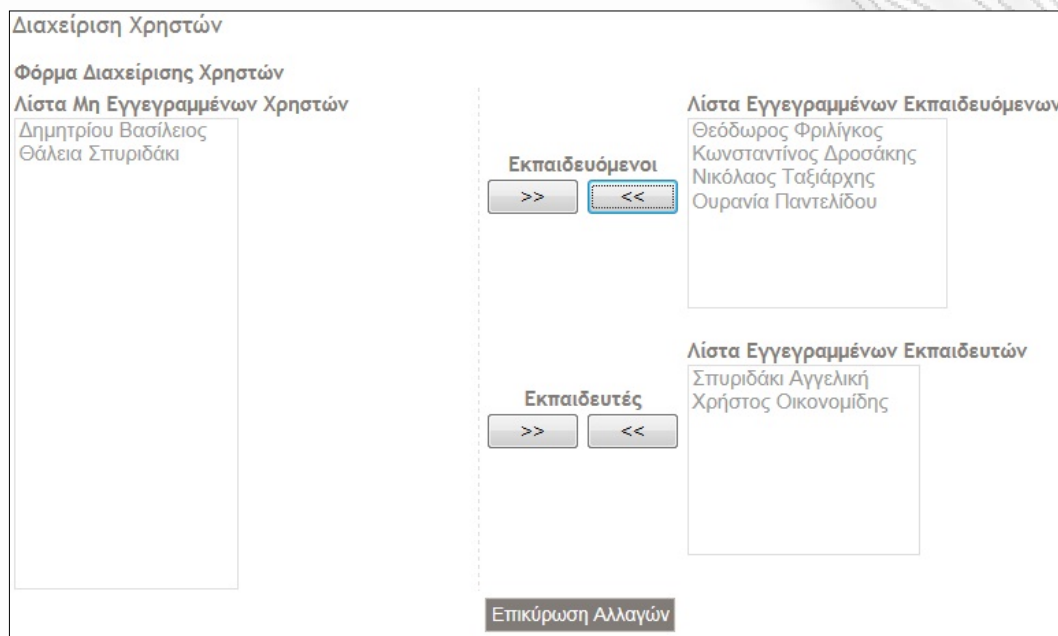 Διαχείριση Χρηστών
Φόρμα Διαχείρισης Χρηστών
Λίστα Μη Εγγεγραμμένων Χρηστών
Δημητρίου Βασίλειος
Θάλεια Σπυριδάκι
Εκπαιδευόμενοι
>> <<
Λίστα Εγγεγραμμένων Εκπαιδευόμενων
Θεόδωρος Φριλίγκος
Κωνσταντίνος Δροσάκης
Νικόλαος Ταξιάρχης
Ουρανία Παντελίδου
Εκπαιδευτές
>> <<
Λίστα Εγγεγραμμένων Εκπαιδευτών
Σπυριδάκι Αγγελική
Χρήστος Οικονομίδης
Επικύρωση Αλλαγών